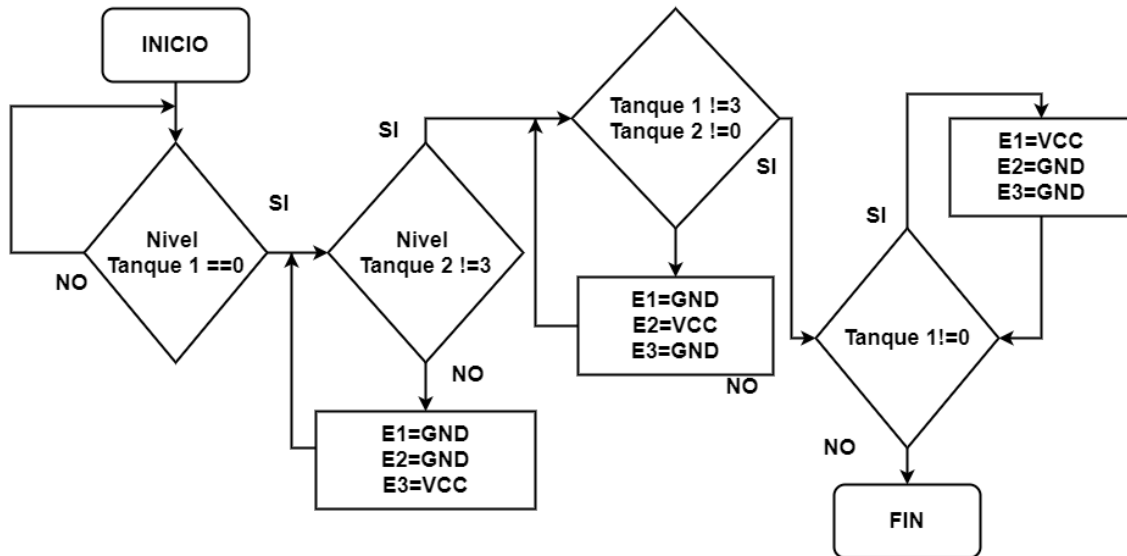 INICIO
NO
Nivel
Tanque 1 ==0
SI
SI
Nivel
Tanque 2 !=3
NO
E1=GND
E2=GND
E3=VCC
Tanque 1 !=3
Tanque 2 !=0
SI
E1=GND
E2=VCC
E3=GND
NO
SI
E1=VCC
E2=GND
E3=GND
Tanque 1!=0
NO
FIN